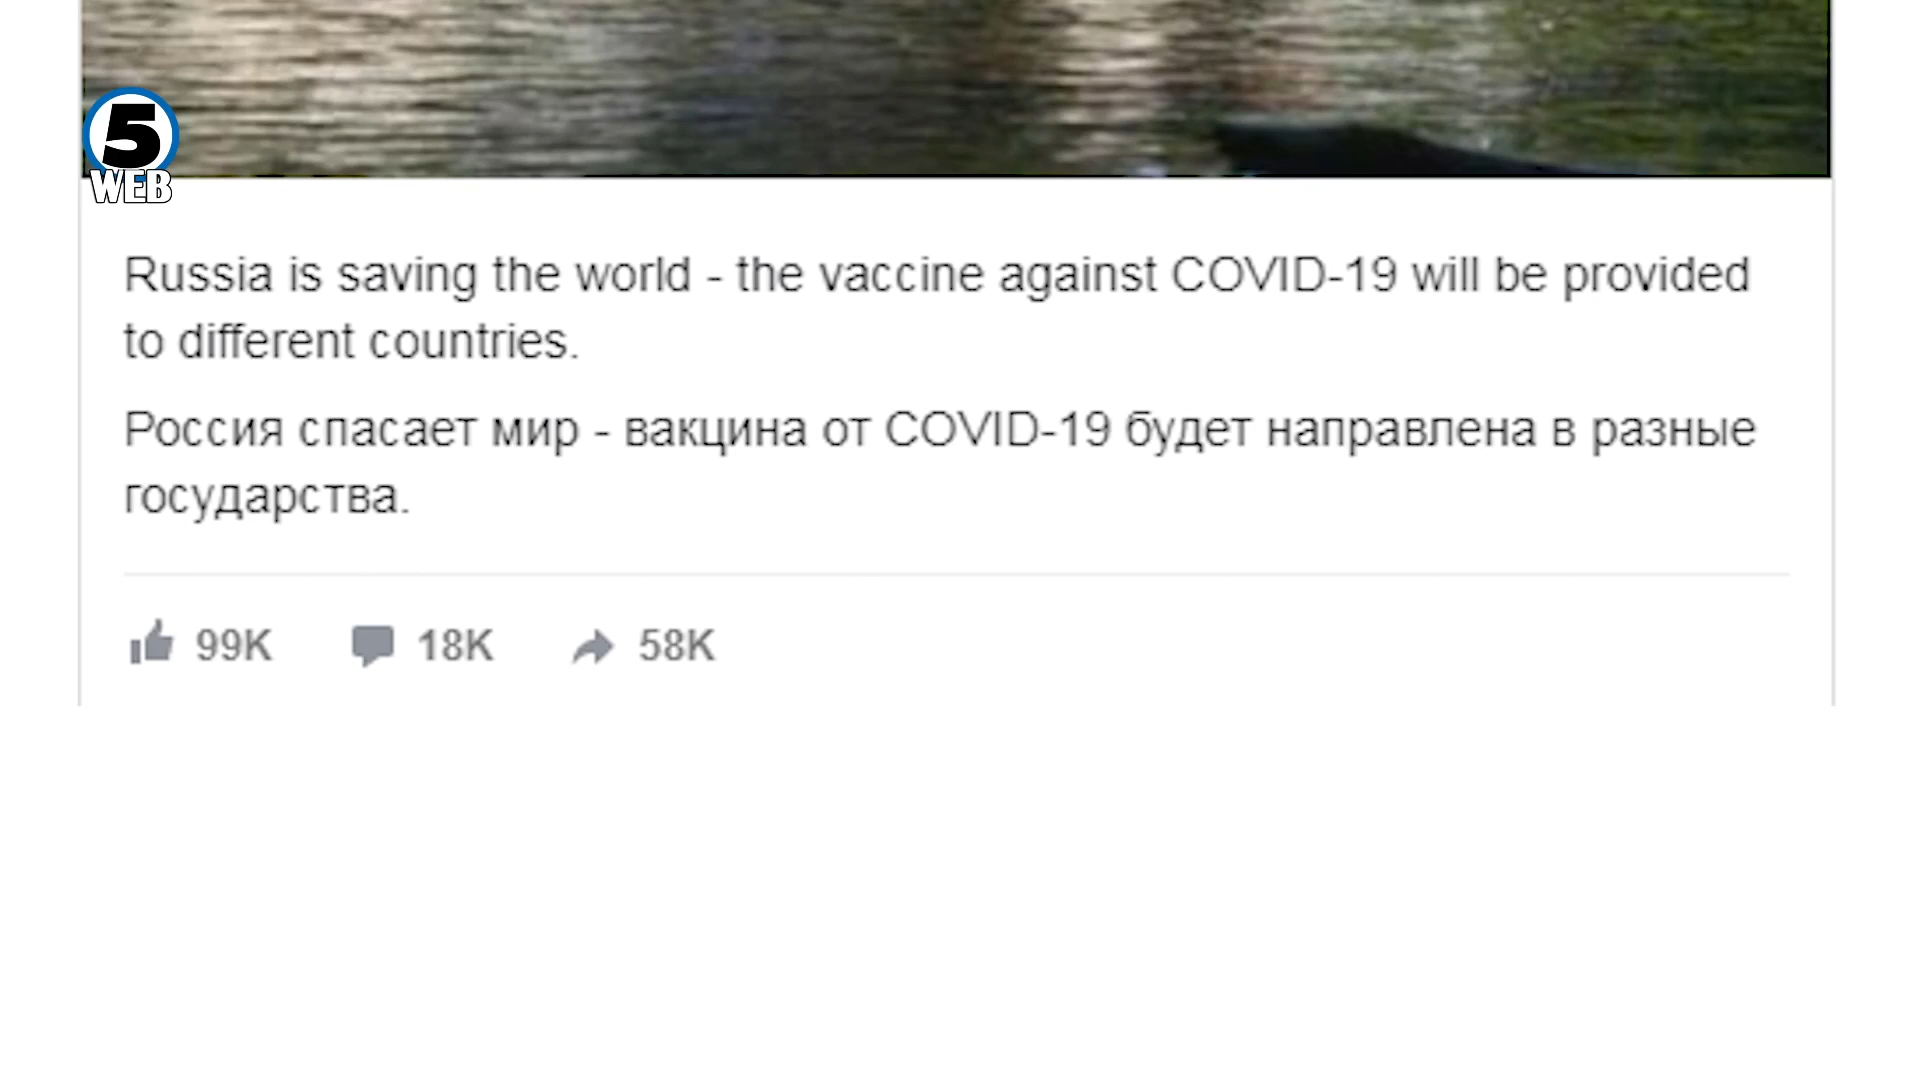 5
WEB
Russia is saving the world - the vaccine against COVID-19 will be provided
to different countries.
Россия спасает мир - вакцина от COVID-19 будет направлена в разные
государства.
99K 18K 58K